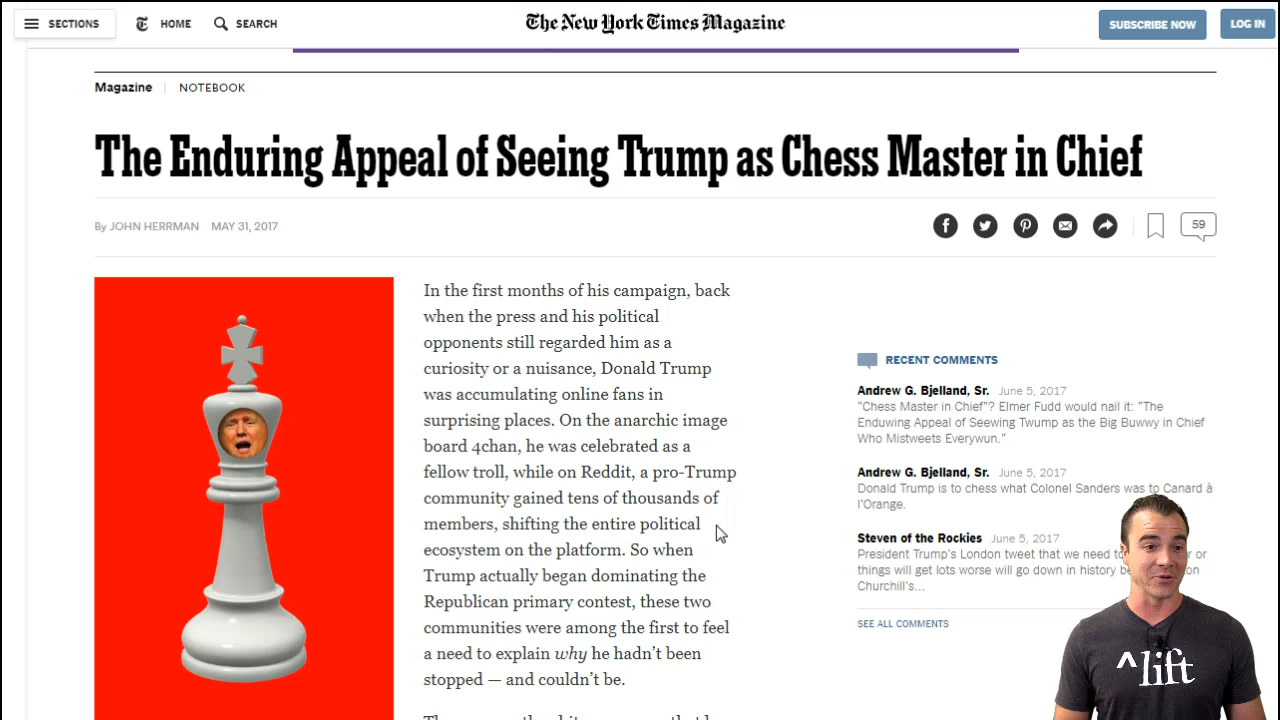 SECTIONS HOME SEARCH The New York Times Magazine SUBSCRIBE NOW LOG IN
Magazine | NOTEBOOK
The Enduring Appeal of Seeing Trump as Chess Master in Chief
By JOHN HERRMAN MAY 31, 2017
59
In the first months of his campaign, back
when the press and his political
opponents still regarded him as a
curiosity or a nuisance, Donald Trump
was accumulating online fans in
surprising places. On the anarchic image
board 4chan, he was celebrated as a
fellow troll, while on Reddit, a pro-Trump
community gained tens of thousands of
members, shifting the entire political
ecosystem on the platform. So when
Trump actually began dominating the
Republican primary contest, these two
communities were among the first to feel
a need to explain why he hadn't been
stopped — and couldn't be.
RECENT COMMENTS
Andrew G. Bjelland, Sr. June 5, 2017
"Chess Master in Chief"? Elmer Fudd would nail it: "The
Enduwing Appeal of Seewing Twump as the Big Buwwy in Chief
Who Mistweets Everywun."
Andrew G. Bjelland, Sr. June 5, 2017
Donald Trump is to chess what Colonel Sanders was to Canard à
l'Orange.
Steven of the Rockies June 5, 2017
President Trump's London tweet that we need or
things will get lots worse will go down in history on
Churchill's...
SEE ALL COMMENTS
^lift